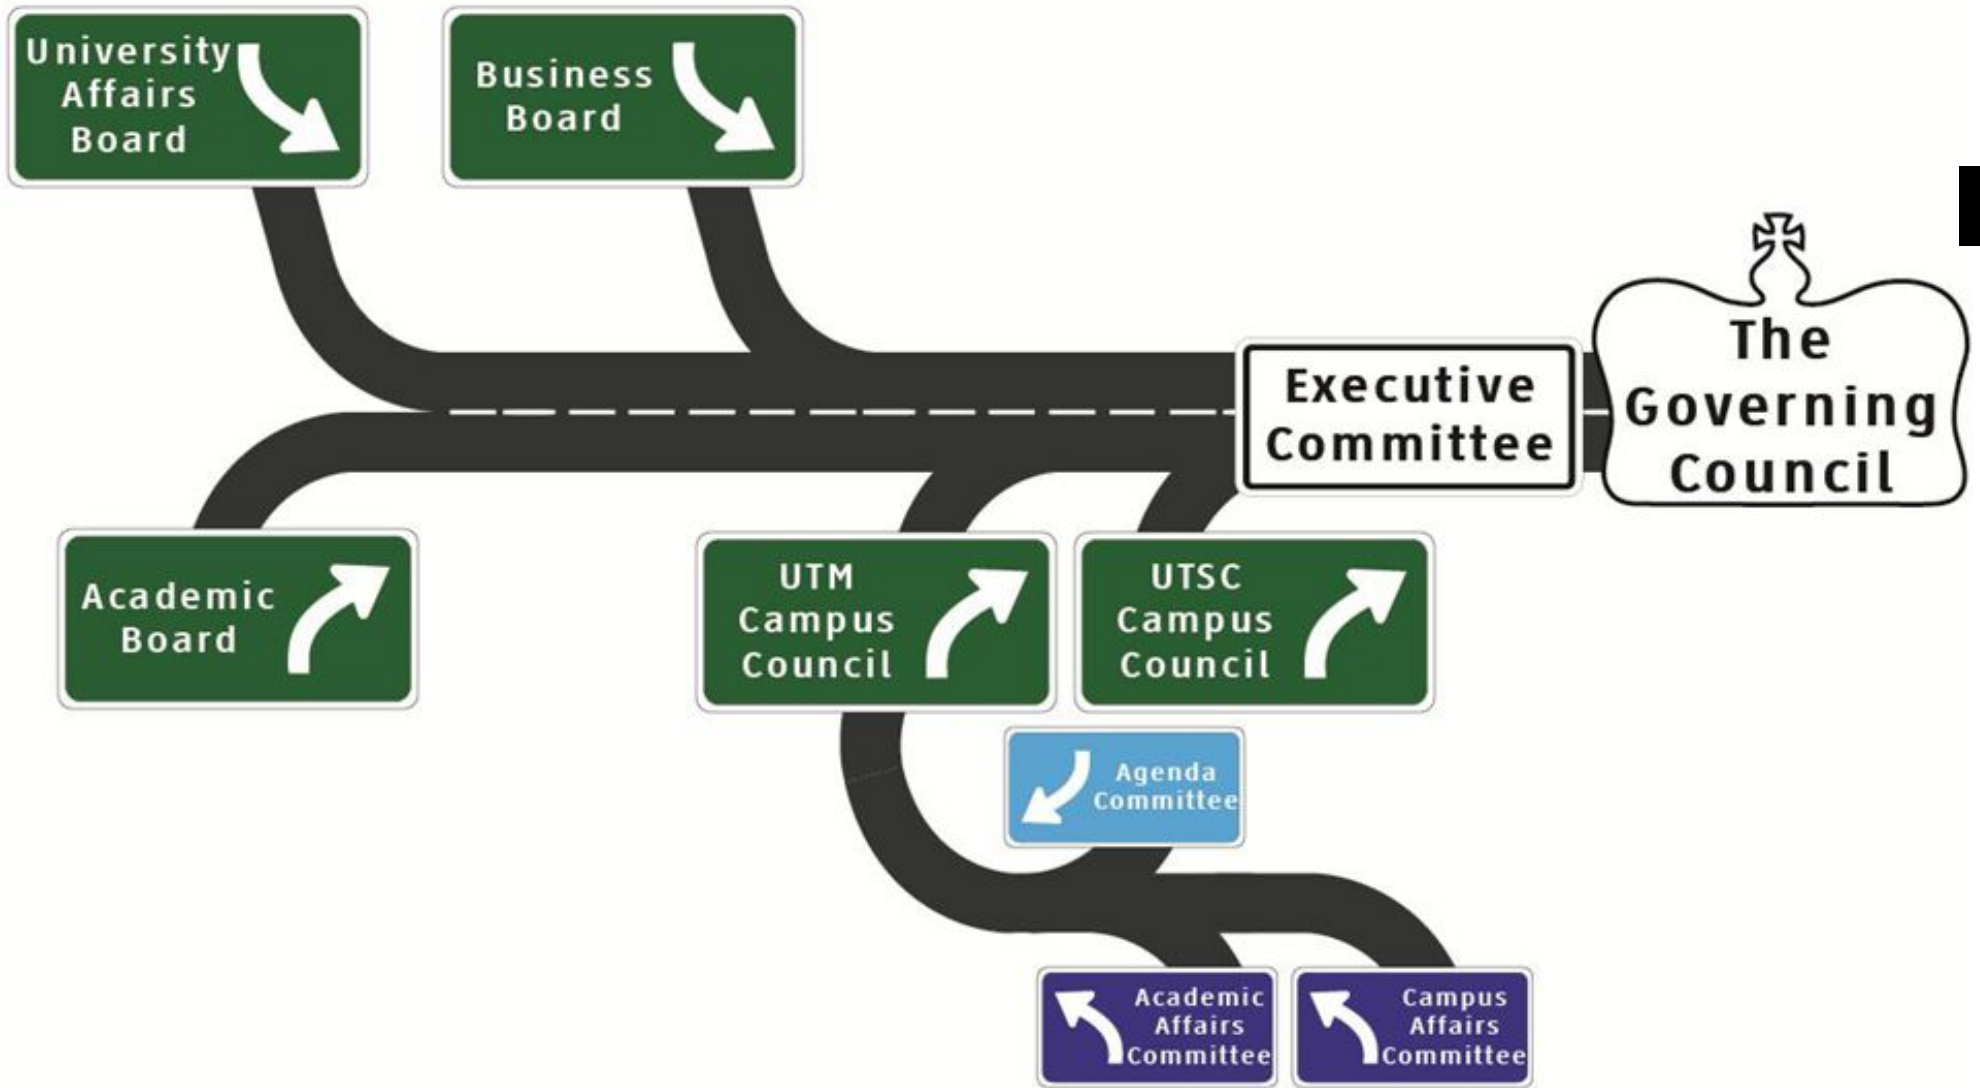 University
Affairs
Board
Business
Board
The
Governing
Council
Executive
Committee
Academic
Board
UTM
Campus
Council
UTSC
Campus
Council
Agenda
Committee
Academic
Affairs
Committee
Campus
Affairs
Committee